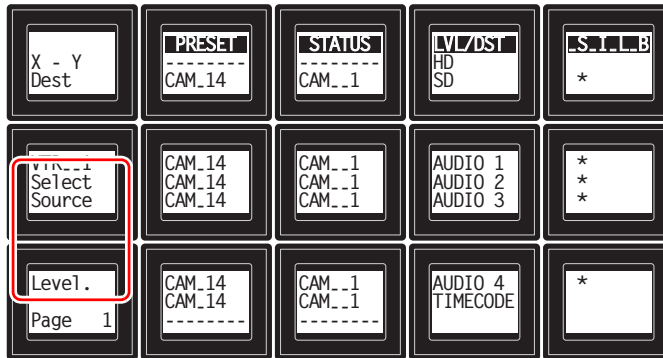 X - Y
Dest
PRESET
--------
CAM_14
STATUS
--------
CAM__1
LVL/DST
HD
SD
_S_I_L_B
*
VTR__1
Select
Source
CAM_14
CAM_14
CAM_14
CAM__1
CAM__1
CAM__1
AUDIO 1
AUDIO 2
AUDIO 3
*
*
*
Level.
Page 1
CAM_14
CAM_14
--------
CAM__1
CAM__1
--------
AUDIO 4
TIMECODE
*